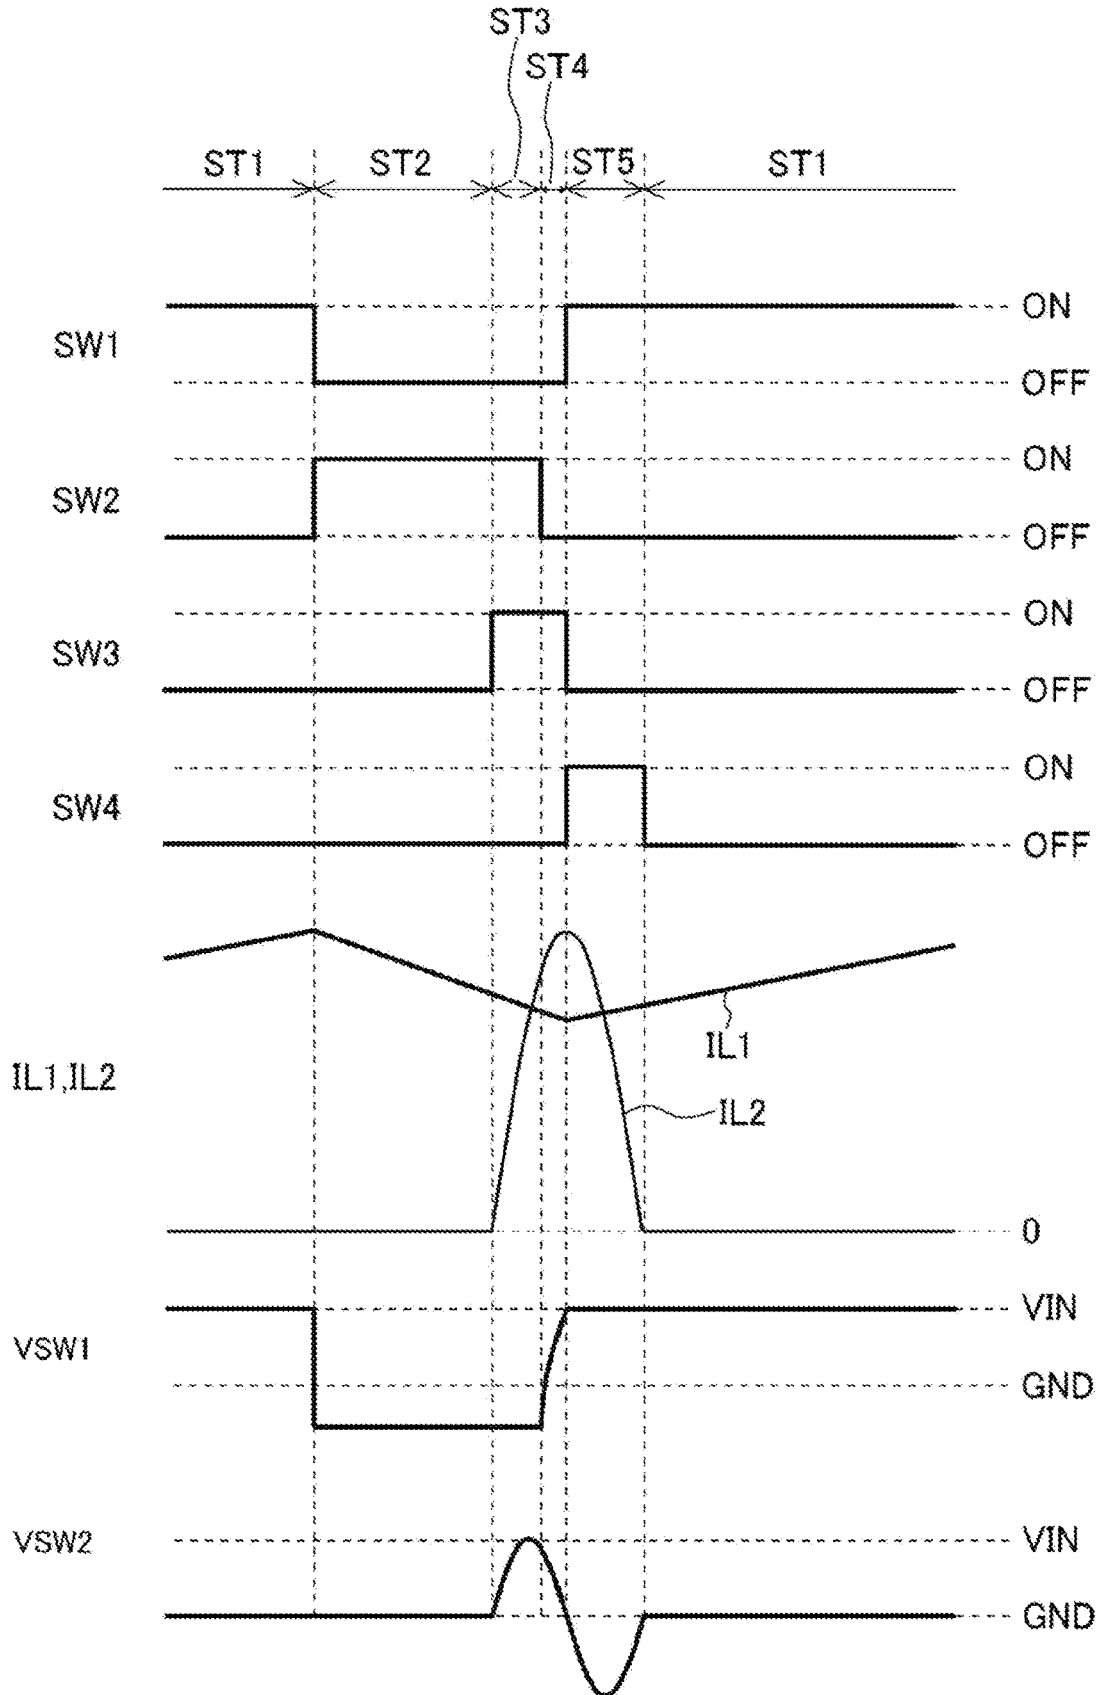 ST3
ST4
ST1 ST2 ST5 ST1
ON
SW1
OFF
ON
SW2
OFF
ON
SW3
OFF
ON
SW4
OFF
IL1
IL1,IL2
IL2
0
VIN
VSW1
GND
VSW2 VIN
GND